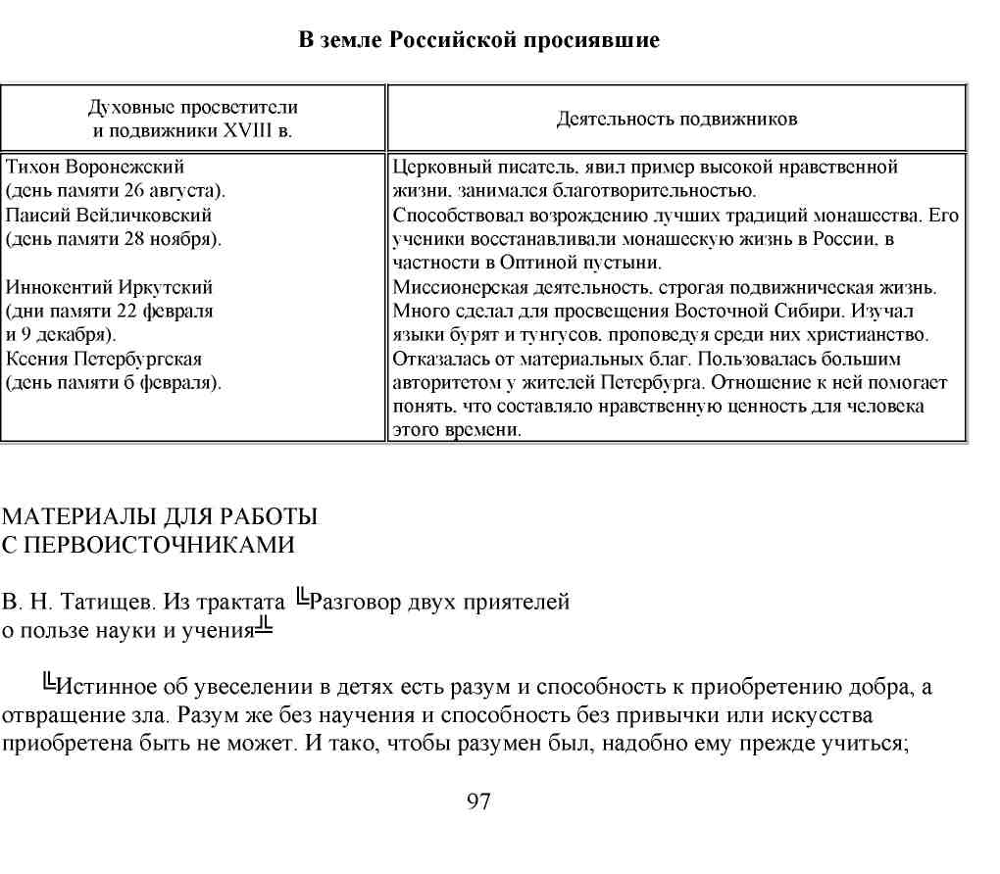 В земле Российской просиявшие
Духовные просветители
и подвижники XVIII в.
Деятельность подвижников
Тихон Воронежский
(день памяти 26 августа).
Церковный писатель, явил пример высокой нравственной
жизни, занимался благотворительностью.
Паисий Вейличковский
(день памяти 28 ноября).
Способствовал возрождению лучших традиций монашества. Его
ученики восстанавливали монашескую жизнь в России, в
частности в Оптиной пустыни.
Иннокентий Иркутский
(дни памяти 22 февраля
и 9 декабря).
Миссионерская деятельность, строгая подвижническая жизнь.
Много сделал для просвещения Восточной Сибири. Изучал
языки бурят и тунгусов, проповедуя среди них христианство.
Ксения Петербургская
(день памяти б февраля).
Отказалась от материальных благ. Пользовалась большим
авторитетом у жителей Петербурга. Отношение к ней помогает
понять, что составляло нравственную ценность для человека
этого времени.
МАТЕРИАЛЫ ДЛЯ РАБОТЫ
С ПЕРВОИСТОЧНИКАМИ
В. Н. Татищев. Из трактата ╚Разговор двух приятелей
о пользе науки и учения╩
╚Истинное об увеселении в детях есть разум и способность к приобретению добра, а
отвращение зла. Разум же без научения и способность без привычки или искусства
приобретена быть не может. И тако, чтобы разумен был, надобно ему прежде учиться;
97